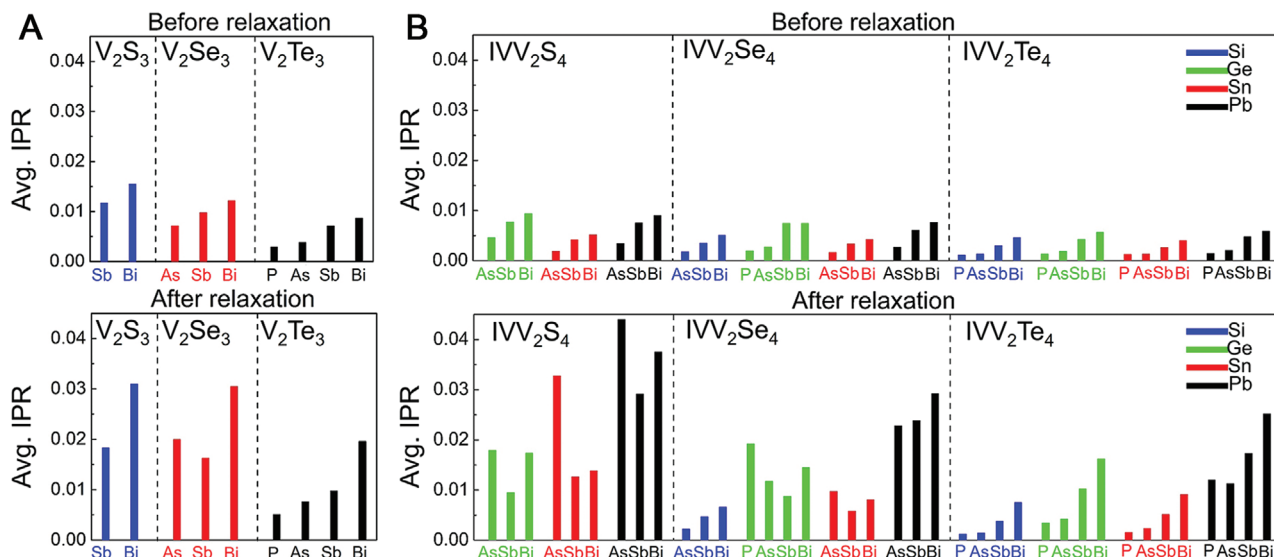 A
Before relaxation
V2S3 V2Se3 V2Te3
Avg. IPR
0.04
0.03
0.02
0.01
0.00
Sb Bi As Sb Bi P As Sb Bi
After relaxation
V2S3 V2Se3 V2Te3
Avg. IPR
0.04
0.03
0.02
0.01
0.00
Sb Bi As Sb Bi P As Sb Bi
B
Before relaxation
IVV2S4 IVV2Se4 IVV2Te4
Si
Ge
Sn
Pb
Avg. IPR
0.04
0.03
0.02
0.01
0.00
AsSbBi AsSbBi AsSbBi AsSbBi P AsSbBi AsSbBi AsSbBi P AsSbBi P AsSbBi P AsSbBi P AsSbBi
After relaxation
IVV2S4 IVV2Se4 IVV2Te4
Si
Ge
Sn
Pb
Avg. IPR
0.04
0.03
0.02
0.01
0.00
AsSbBi AsSbBi AsSbBi AsSbBi P AsSbBi AsSbBi AsSbBi P AsSbBi P AsSbBi P AsSbBi P AsSbBi